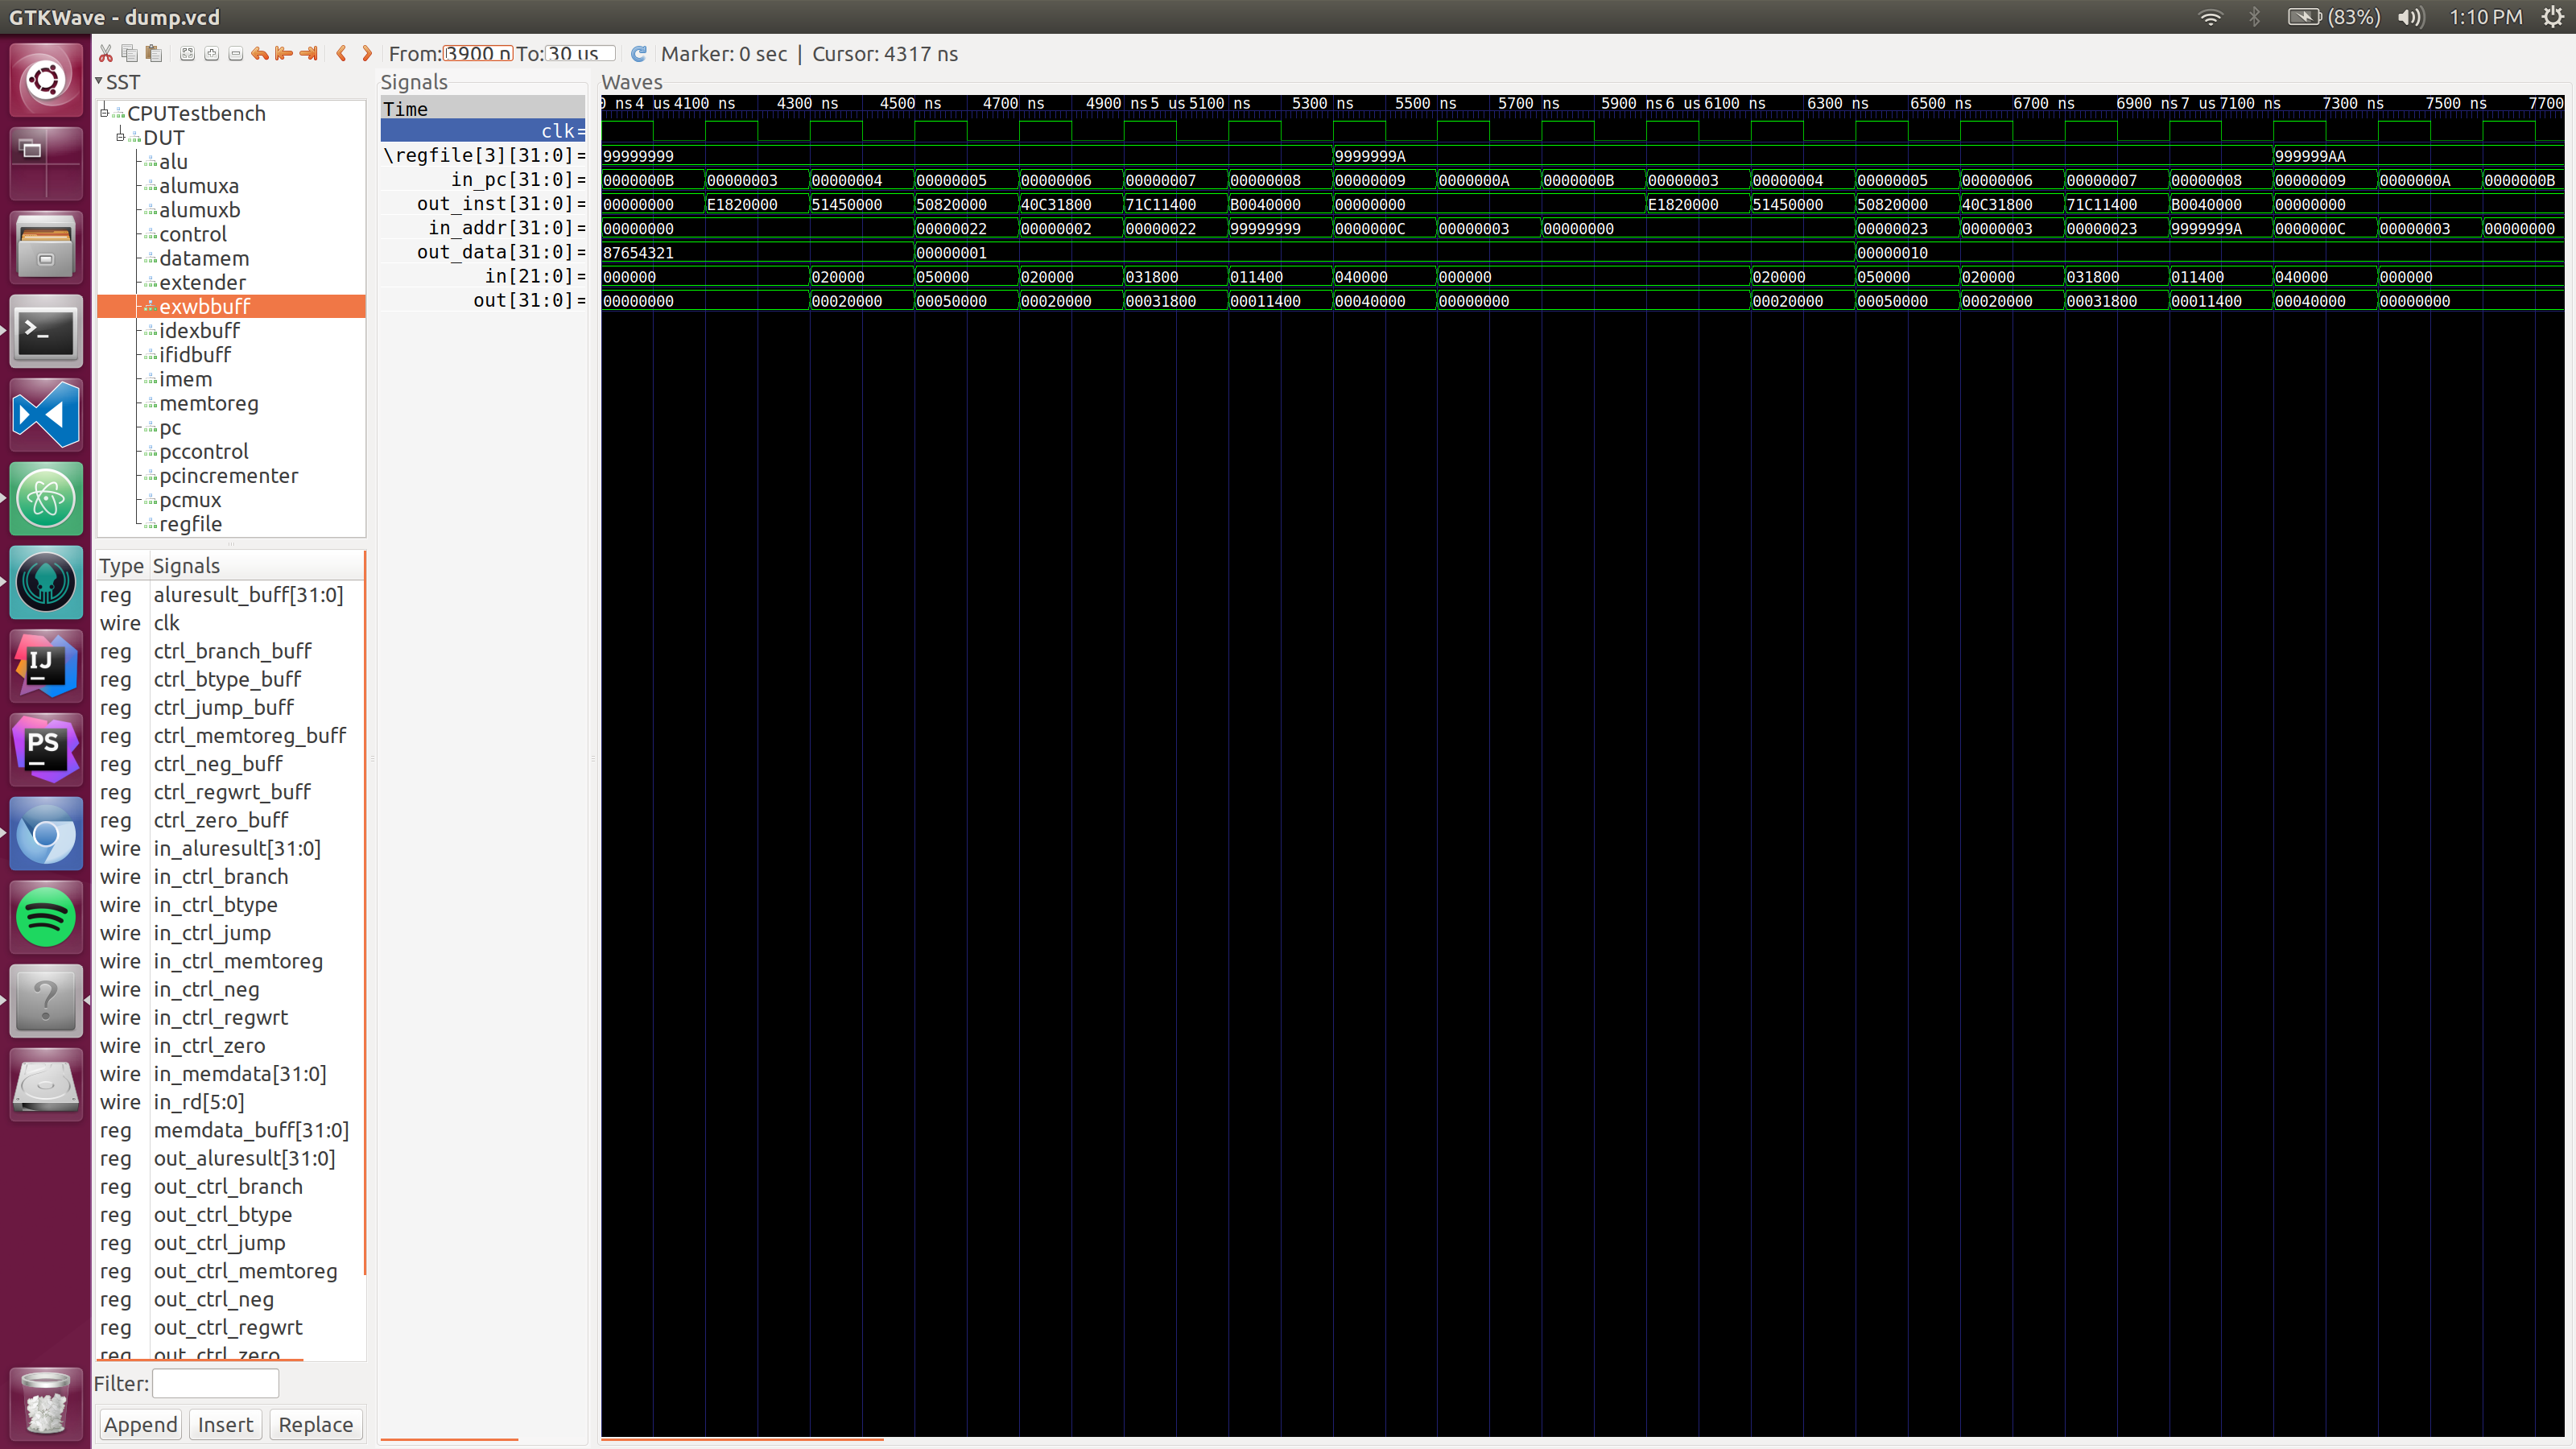 GTKWave - dump.vcd (83%) 1:10 PM
From: 3900 n To: 30 us Marker: 0 sec | Cursor: 4317 ns
SST
CPUTestbench
DUT
alu
alumuxa
alumuxb
control
datamem
extender
exwbbuff
idexbuff
ifidbuff
imem
memtoreg
pc
pccontrol
pcincrementer
pcmux
regfile
Type Signals
reg aluresult_buff[31:0]
wire clk
reg ctrl_branch_buff
reg ctrl_btype_buff
reg ctrl_jump_buff
reg ctrl_memtoreg_buff
reg ctrl_neg_buff
reg ctrl_regwrt_buff
reg ctrl_zero_buff
wire in_aluresult[31:0]
wire in_ctrl_branch
wire in_ctrl_btype
wire in_ctrl_jump
wire in_ctrl_memtoreg
wire in_ctrl_neg
wire in_ctrl_regwrt
wire in_ctrl_zero
wire in_memdata[31:0]
wire in_rd[5:0]
reg memdata_buff[31:0]
reg out_aluresult[31:0]
reg out_ctrl_branch
reg out_ctrl_btype
reg out_ctrl_jump
reg out_ctrl_memtoreg
reg out_ctrl_neg
reg out_ctrl_regwrt
reg out_ctrl_zero
Filter:
Append Insert Replace
Signals
Time
clk=
\regfile[3][31:0]=
in_pc[31:0]=
out_inst[31:0]=
in_addr[31:0]=
out_data[31:0]=
in[21:0]=
out[31:0]=
Waves
0 ns 4 us 4100 ns 4300 ns 4500 ns 4700 ns 4900 ns 5 us 5100 ns 5300 ns 5500 ns 5700 ns 5900 ns 6 us 6100 ns 6300 ns 6500 ns 6700 ns 6900 ns 7 us 7100 ns 7300 ns 7500 ns 7700
99999999 9999999A 999999AA
0000000B 00000003 00000004 00000005 00000006 00000007 00000008 00000009 0000000A 0000000B 00000003 00000004 00000005 00000006 00000007 00000008 00000009 0000000A 0000000B
00000000 E1820000 51450000 50820000 40C31800 71C11400 B0040000 00000000 E1820000 51450000 50820000 40C31800 71C11400 B0040000 00000000
00000000 00000022 00000002 00000022 99999999 0000000C 00000003 00000000 00000023 00000003 00000023 9999999A 0000000C 00000003 00000000
87654321 00000001 00000010
000000 020000 050000 020000 031800 011400 040000 000000 020000 050000 020000 031800 011400 040000 000000
00000000 00020000 00050000 00020000 00031800 00011400 00040000 00000000 00020000 00050000 00020000 00031800 00011400 00040000 00000000
IJ
PS